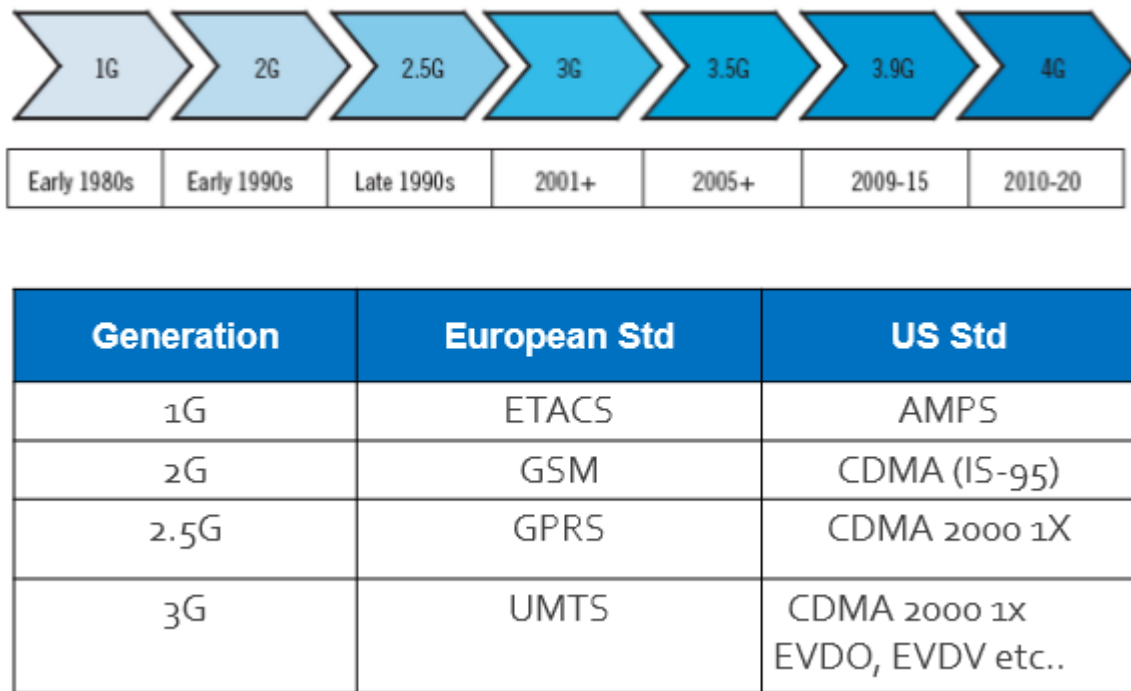 1G 2G 2.5G 3G 3.5G 3.9G 4G
Early 1980s Early 1990s Late 1990s 2001+ 2005+ 2009-15 2010-20
Generation European Std US Std
1G ETACS AMPS
2G GSM CDMA (IS-95)
2.5G GPRS CDMA 2000 1X
3G UMTS CDMA 2000 1x
EVDO, EVDV etc..